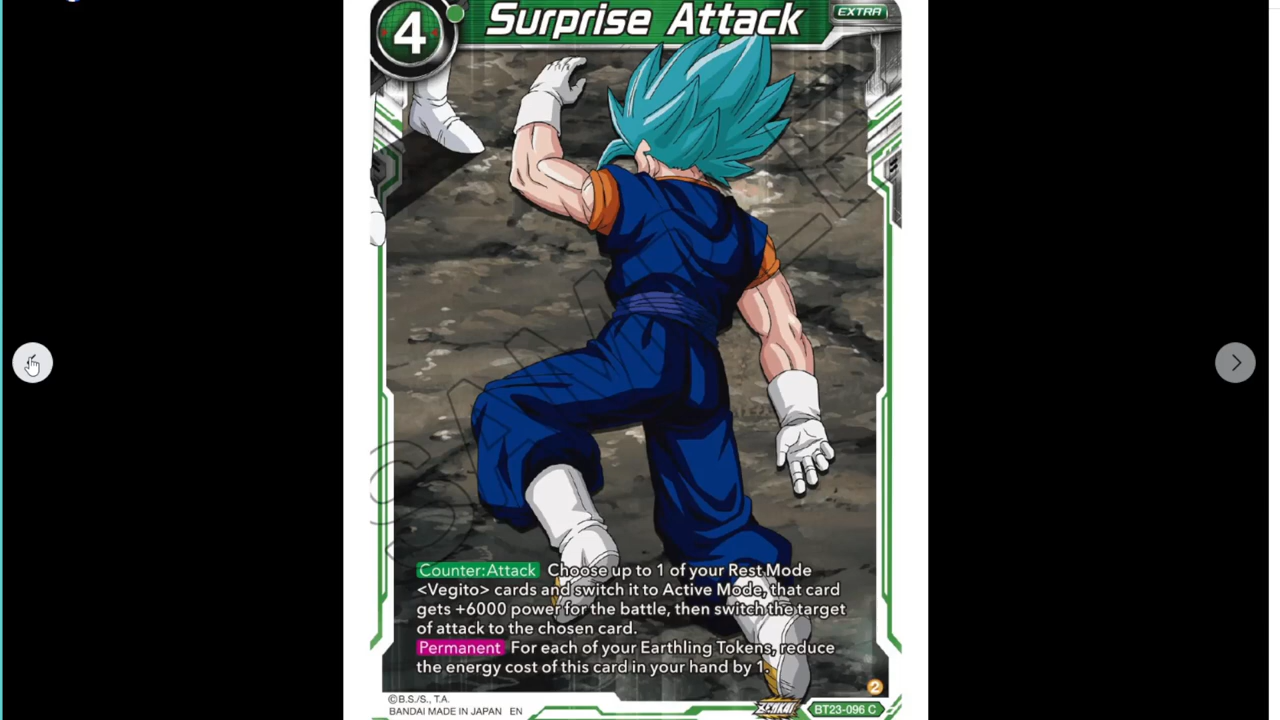 4
Surprise Attack
EXTRA
Counter:Attack Choose up to 1 of your Rest Mode
<Vegito> cards and switch it to Active Mode, that card
gets +6000 power for the battle, then switch the target
of attack to the chosen card.
Permanent For each of your Earthling Tokens, reduce
the energy cost of this card in your hand by 1.
2
©B.S./S., T.A.
BANDAI MADE IN JAPAN EN
ZENKAI
BT23-096 C